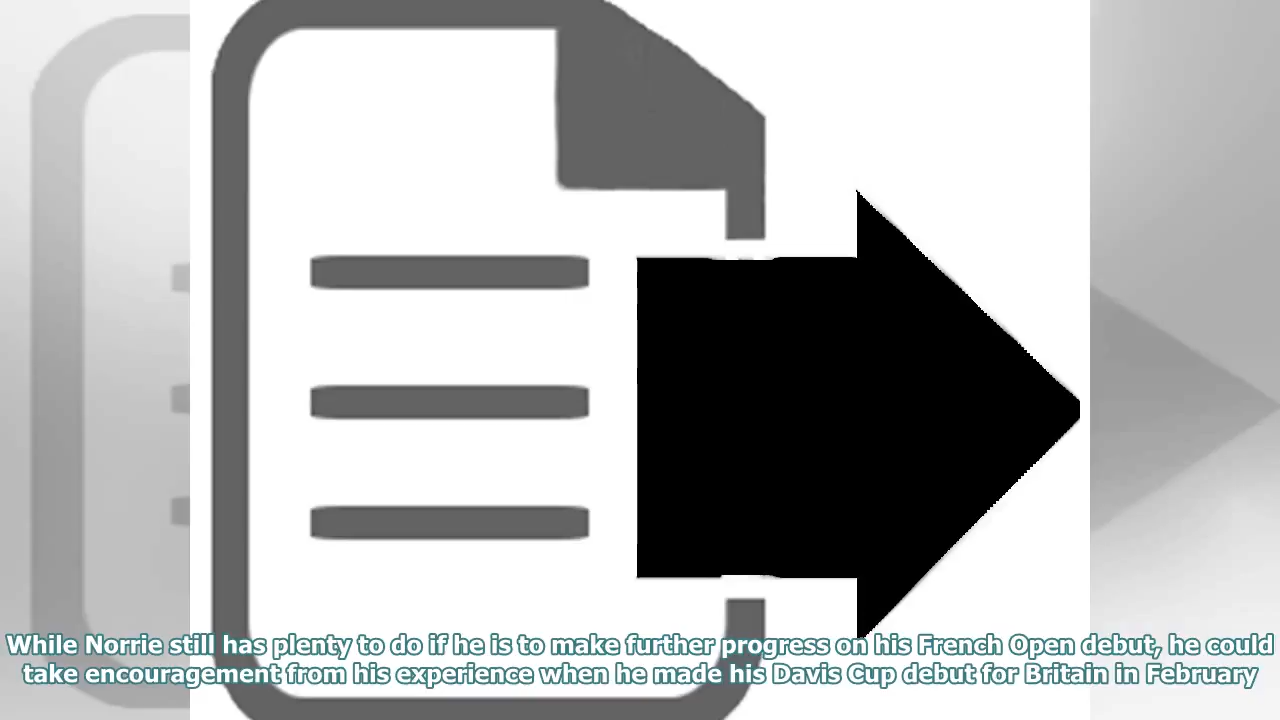 While Norrie still has plenty to do if he is to make further progress on his French Open debut, he could
take encouragement from his experience when he made his Davis Cup debut for Britain in February